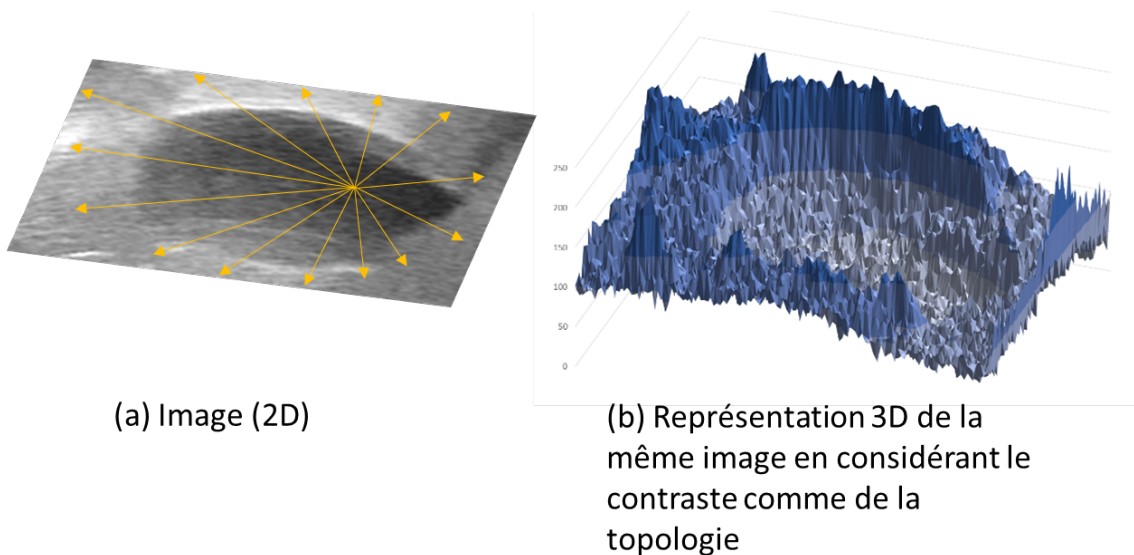 250
200
150
100
50
0
(a) Image (2D)
(b) Représentation 3D de la
même image en considérant le
contraste comme de la
topologie